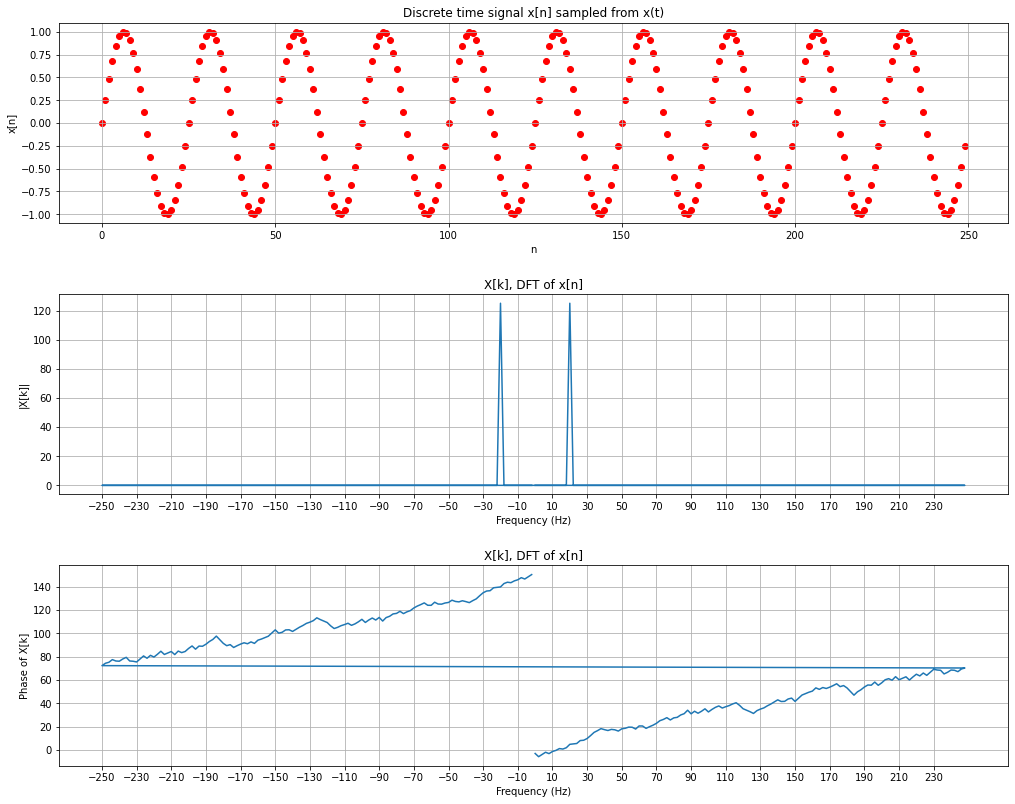 Discrete time signal x[n] sampled from x(t)
1.00
0.75
0.50
0.25
0.00
−0.25
−0.50
−0.75
−1.00
x[n]
0 50 100 150 200 250
n
X[k], DFT of x[n]
120
100
80
60
40
20
0
|X[k]|
−250 −230 −210 −190 −170 −150 −130 −110 −90 −70 −50 −30 −10 10 30 50 70 90 110 130 150 170 190 210 230
Frequency (Hz)
X[k], DFT of x[n]
140
120
100
80
60
40
20
0
Phase of X[k]
−250 −230 −210 −190 −170 −150 −130 −110 −90 −70 −50 −30 −10 10 30 50 70 90 110 130 150 170 190 210 230
Frequency (Hz)